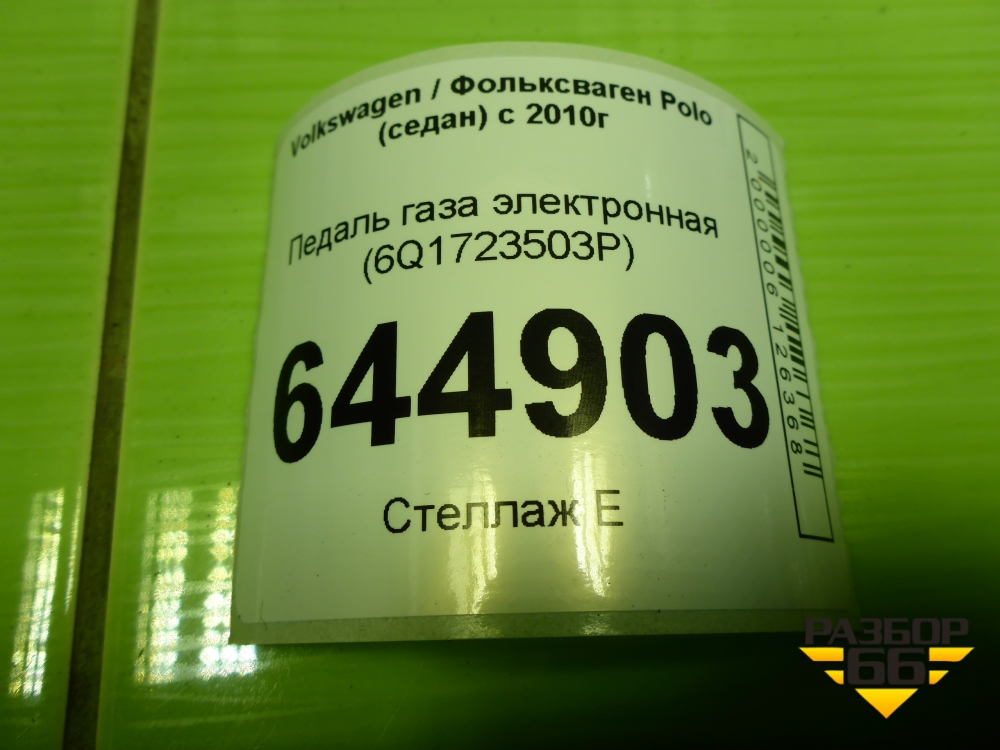 Volkswagen / Фольксваген Polo
(седан) с 2010г
Педаль газа электронная
(6Q1723503P)
644903
Стеллаж Е
2000006126368
РАЗБОР
66